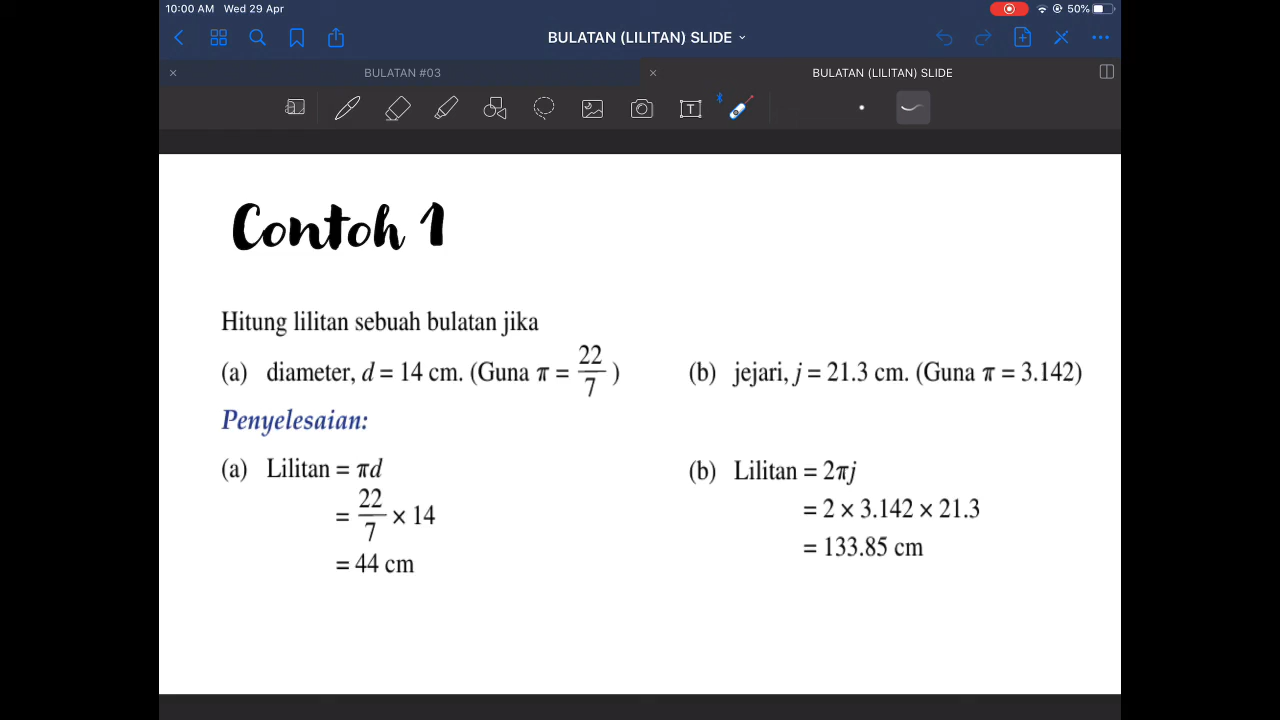 10:00 AM Wed 29 Apr
50%
BULATAN (LILITAN) SLIDE
BULATAN #03
BULATAN (LILITAN) SLIDE
T
Contoh 1
Hitung lilitan sebuah bulatan jika
(a) diameter, d = 14 cm. (Guna π = 22/7)
(b) jejari, j = 21.3 cm. (Guna π = 3.142)
Penyelesaian:
(a) Lilitan = πd
= 22/7 × 14
= 44 cm
(b) Lilitan = 2πj
= 2 × 3.142 × 21.3
= 133.85 cm